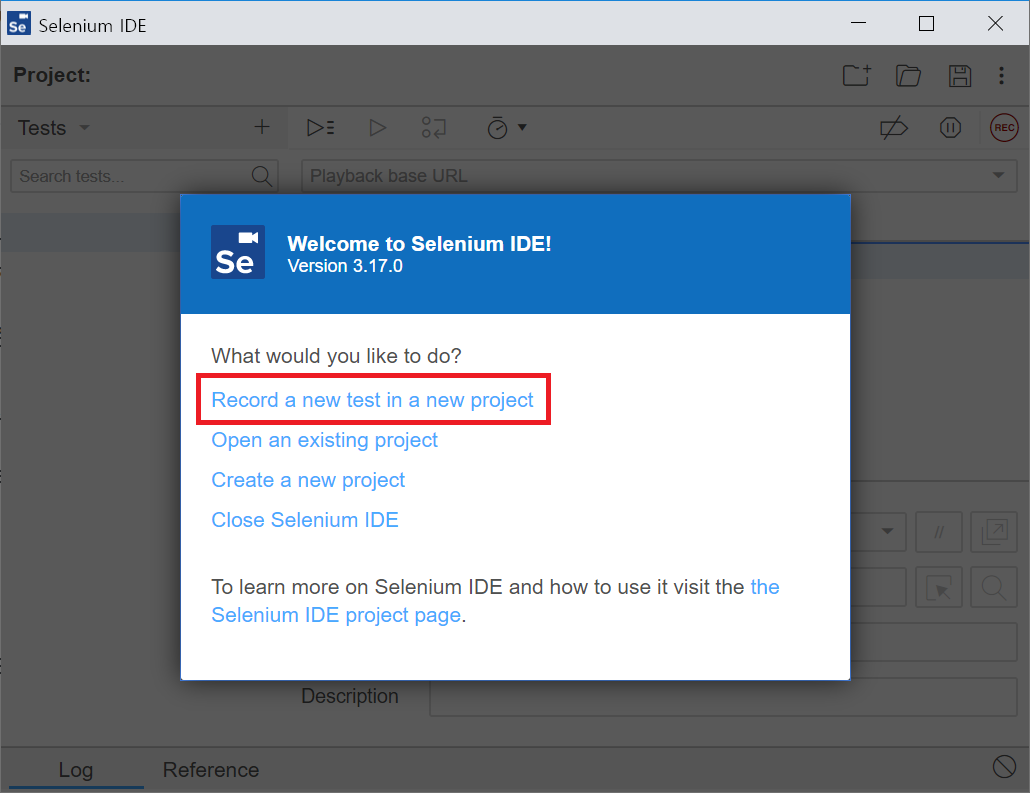 Se Selenium IDE
Project:
Tests
REC
Search tests...
Playback base URL
Se
Welcome to Selenium IDE!
Version 3.17.0
What would you like to do?
Record a new test in a new project
Open an existing project
Create a new project
Close Selenium IDE
//
To learn more on Selenium IDE and how to use it visit the the
Selenium IDE project page.
Description
Log
Reference